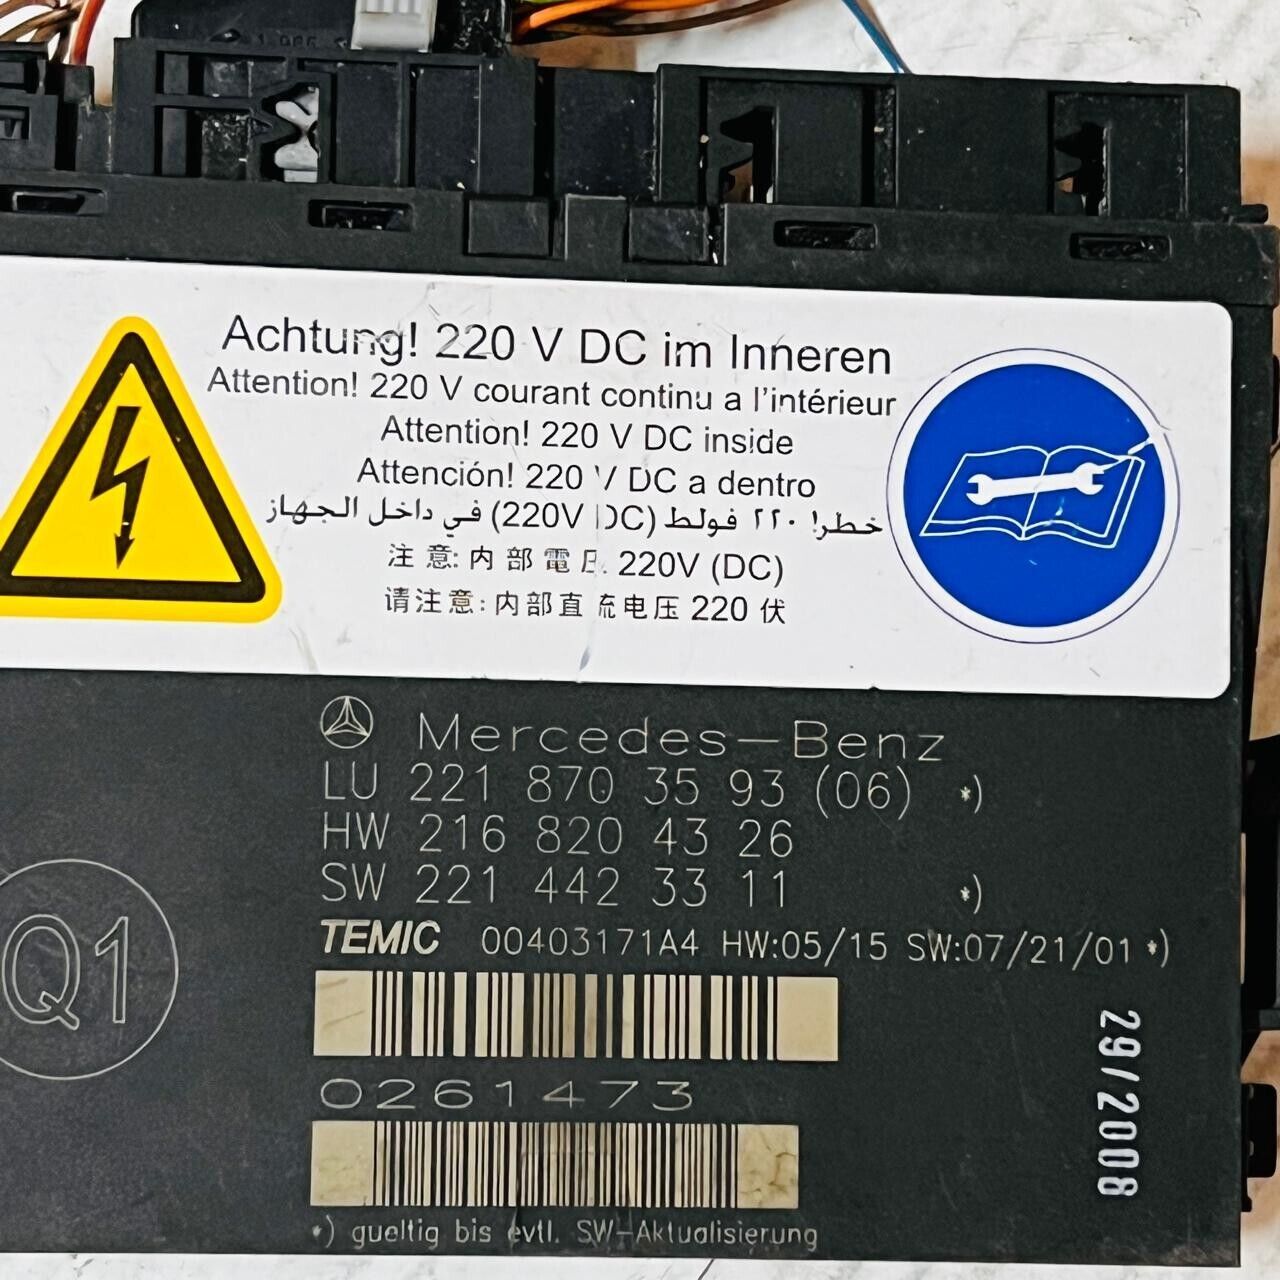 Achtung! 220 V DC im Inneren
Attention! 220 V courant continu a l'intérieur
Attention! 220 V DC inside
Attención! 220 V DC a dentro
خطر! ٢٢٠ فولط (220V DC) في داخل الجهاز
注意: 内部電圧 220V (DC)
请注意: 内部直流电压 220 伏
Mercedes-Benz
LU 221 870 35 93 (06) *)
HW 216 820 43 26
SW 221 442 33 11 *)
TEMIC 00403171A4 HW:05/15 SW:07/21/01 *)
Q1
0261473
29/2008
*) gueltig bis evtl. SW-Aktualisierung